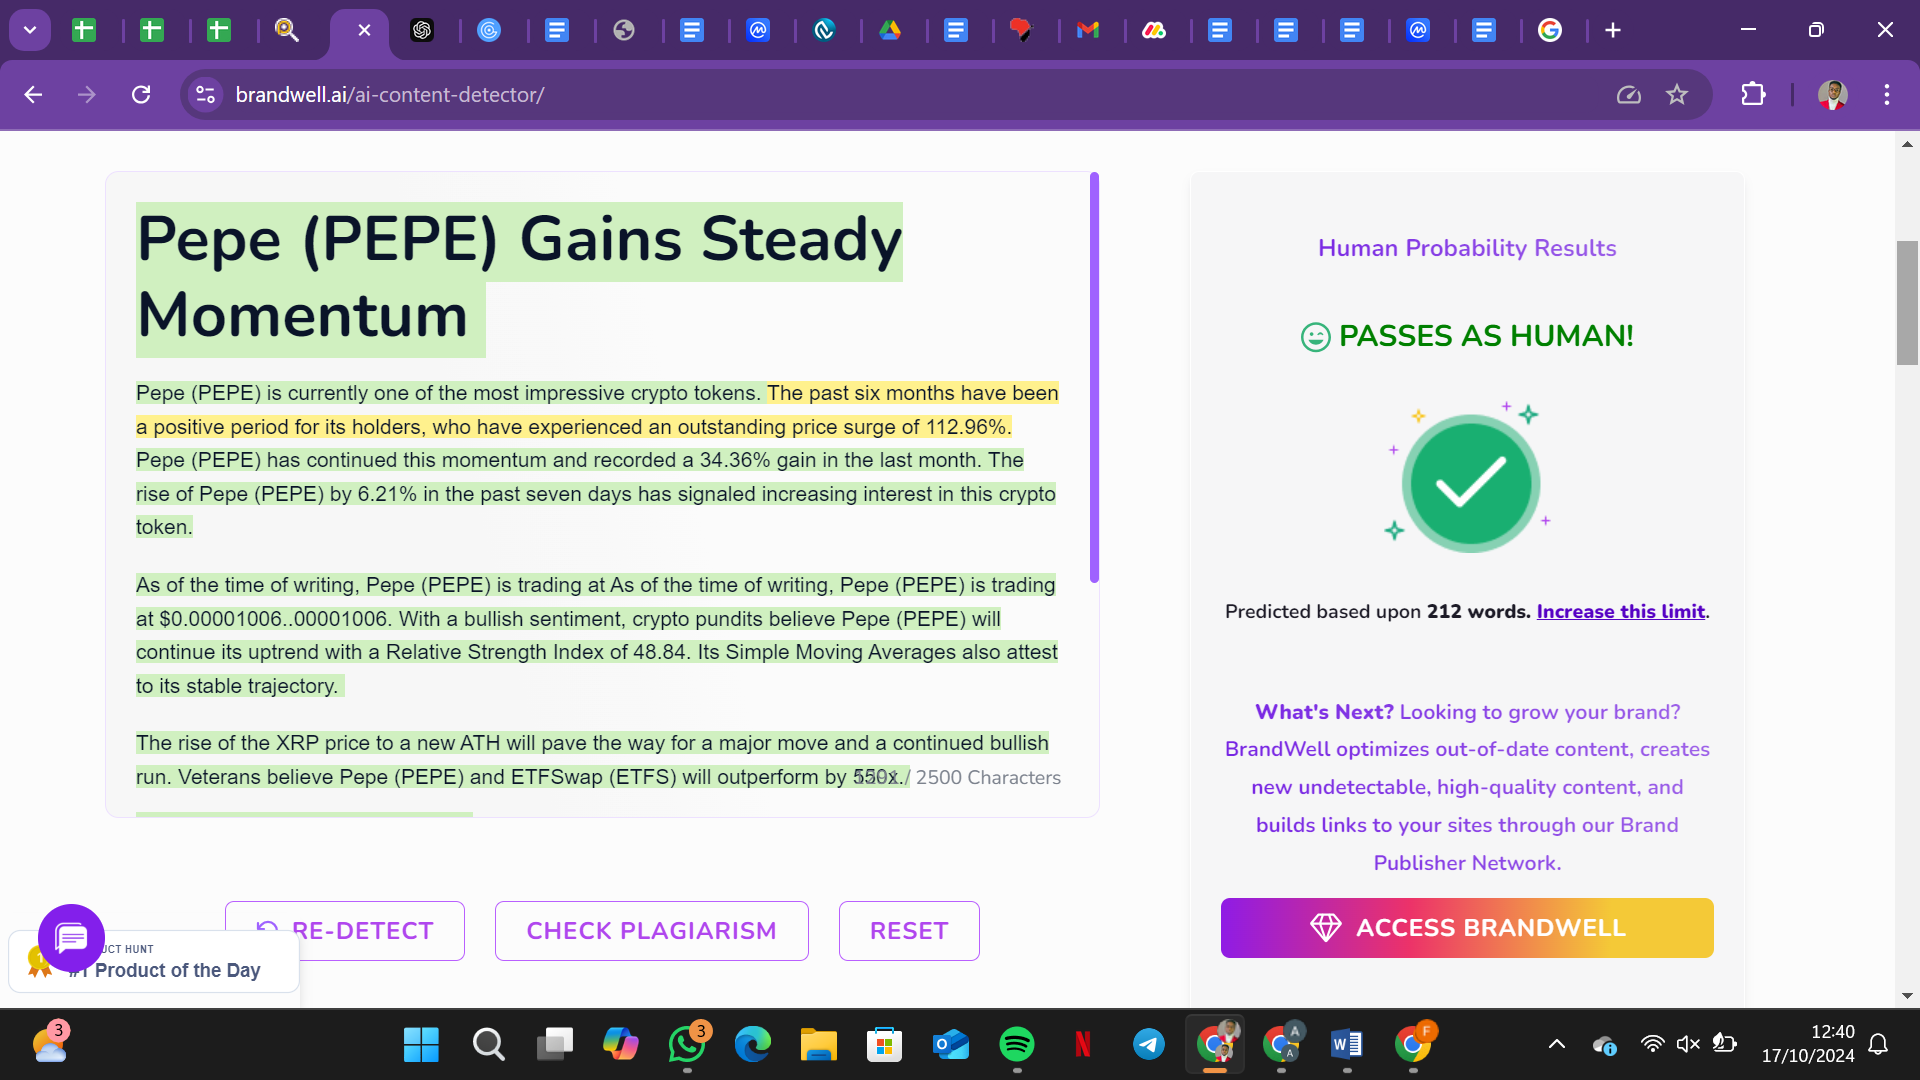 brandwell.ai/ai-content-detector/
Pepe (PEPE) Gains Steady
Momentum
Pepe (PEPE) is currently one of the most impressive crypto tokens. The past six months have been
a positive period for its holders, who have experienced an outstanding price surge of 112.96%.
Pepe (PEPE) has continued this momentum and recorded a 34.36% gain in the last month. The
rise of Pepe (PEPE) by 6.21% in the past seven days has signaled increasing interest in this crypto
token.
As of the time of writing, Pepe (PEPE) is trading at As of the time of writing, Pepe (PEPE) is trading
at $0.00001006..00001006. With a bullish sentiment, crypto pundits believe Pepe (PEPE) will
continue its uptrend with a Relative Strength Index of 48.84. Its Simple Moving Averages also attest
to its stable trajectory.
The rise of the XRP price to a new ATH will pave the way for a major move and a continued bullish
run. Veterans believe Pepe (PEPE) and ETFSwap (ETFS) will outperform by
/ 2500 Characters
RE-DETECT
CHECK PLAGIARISM
RESET
#1 Product of the Day
Human Probability Results
PASSES AS HUMAN!
Predicted based upon 212 words. Increase this limit.
What's Next? Looking to grow your brand?
BrandWell optimizes out-of-date content, creates
new undetectable, high-quality content, and
builds links to your sites through our Brand
Publisher Network.
ACCESS BRANDWELL
3
3
A
A
F
12:40
17/10/2024